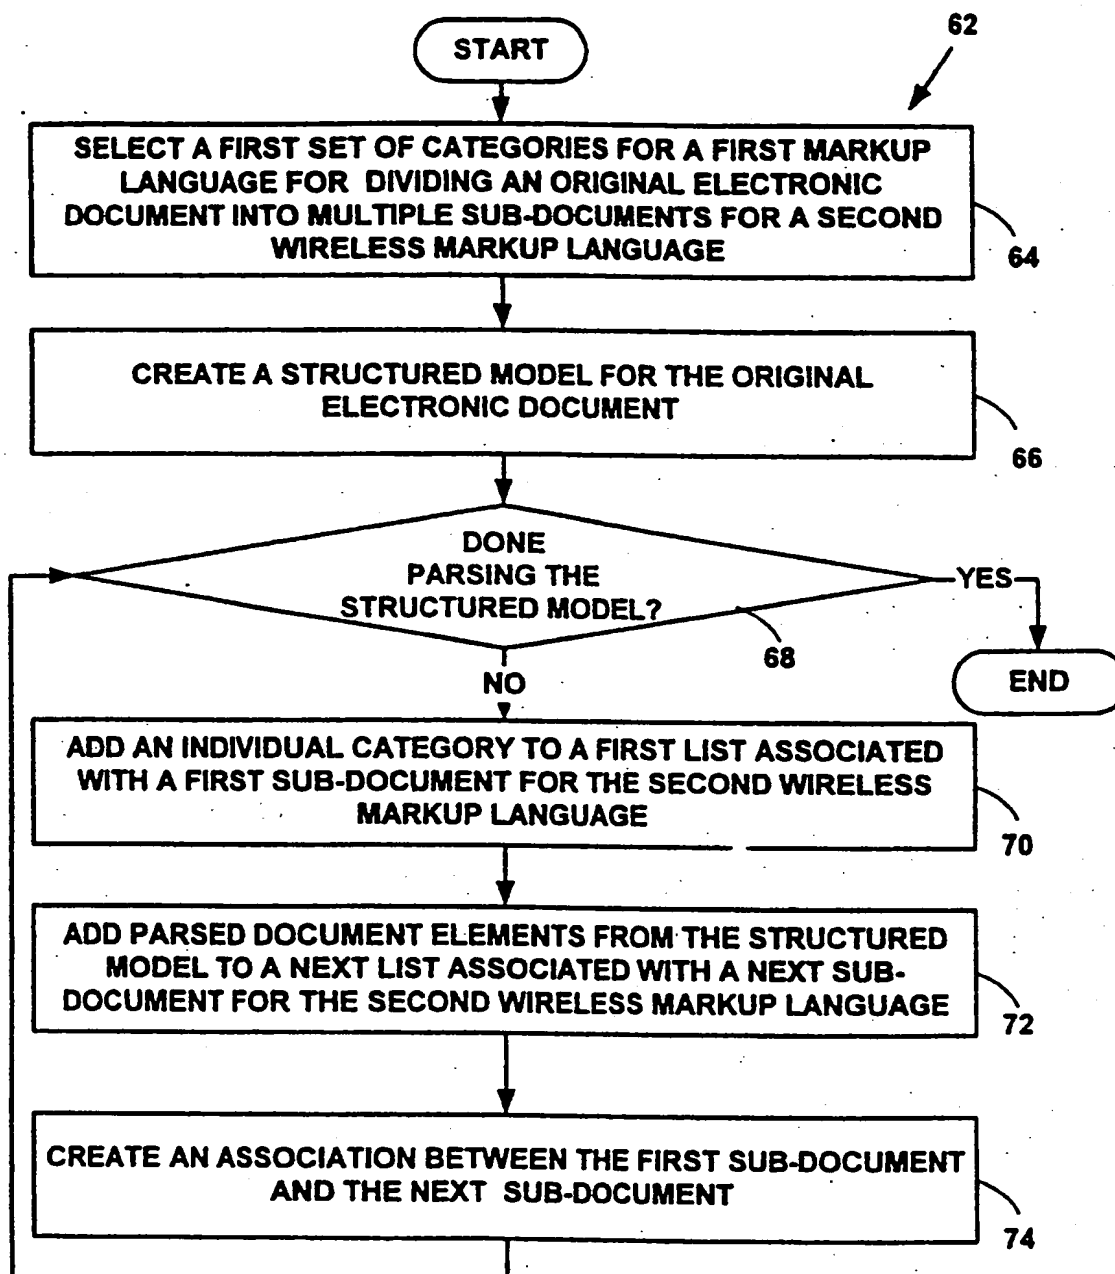 START
62
SELECT A FIRST SET OF CATEGORIES FOR A FIRST MARKUP
LANGUAGE FOR DIVIDING AN ORIGINAL ELECTRONIC
DOCUMENT INTO MULTIPLE SUB-DOCUMENTS FOR A SECOND
WIRELESS MARKUP LANGUAGE
64
CREATE A STRUCTURED MODEL FOR THE ORIGINAL
ELECTRONIC DOCUMENT
66
DONE
PARSING THE
STRUCTURED MODEL?
YES
68
END
NO
ADD AN INDIVIDUAL CATEGORY TO A FIRST LIST ASSOCIATED
WITH A FIRST SUB-DOCUMENT FOR THE SECOND WIRELESS
MARKUP LANGUAGE
70
ADD PARSED DOCUMENT ELEMENTS FROM THE STRUCTURED
MODEL TO A NEXT LIST ASSOCIATED WITH A NEXT SUB-
DOCUMENT FOR THE SECOND WIRELESS MARKUP LANGUAGE
72
CREATE AN ASSOCIATION BETWEEN THE FIRST SUB-DOCUMENT
AND THE NEXT SUB-DOCUMENT
74